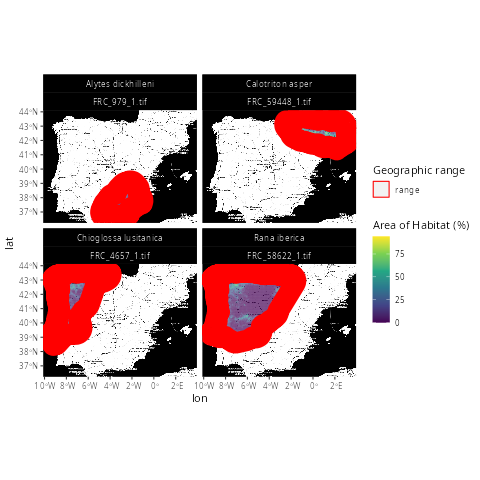 Alytes dickhilleni
Calotriton asper
FRC_979_1.tif
FRC_59448_1.tif
44°N
43°N
42°N
41°N
40°N
39°N
38°N
37°N
Geographic range
range
lat
Area of Habitat (%)
75
50
25
0
Chioglossa lusitanica
Rana iberica
FRC_4657_1.tif
FRC_58622_1.tif
44°N
43°N
42°N
41°N
40°N
39°N
38°N
37°N
10°W 8°W 6°W 4°W 2°W 0° 2°E
10°W 8°W 6°W 4°W 2°W 0° 2°E
lon